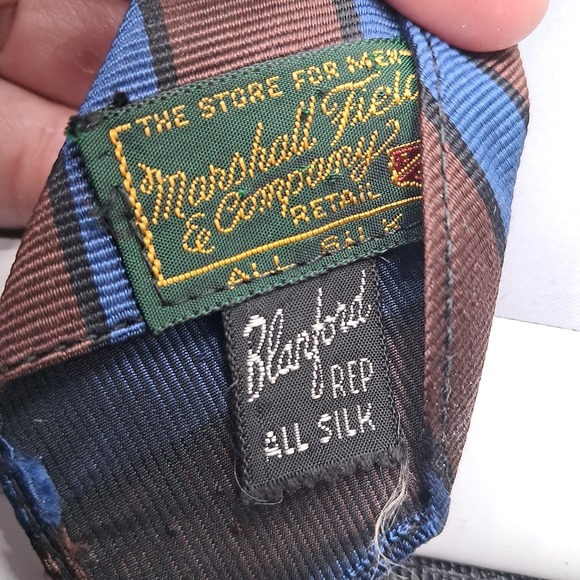 THE STORE FOR MEN
Marshall Field
& Company
RETAIL
ALL SILK
Blanford
REP
ALL SILK